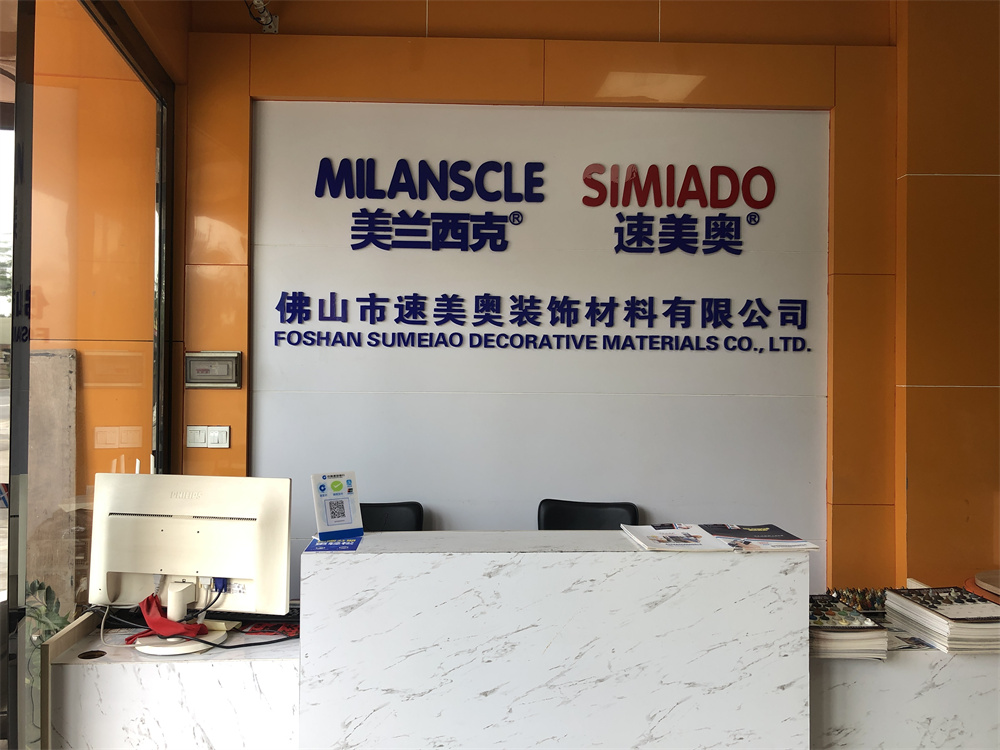 MILANSCLE
美兰西克®
SIMIADO
速美奥®
佛山市速美奥装饰材料有限公司
FOSHAN SUMEIAO DECORATIVE MATERIALS CO., LTD.
PHILIPS